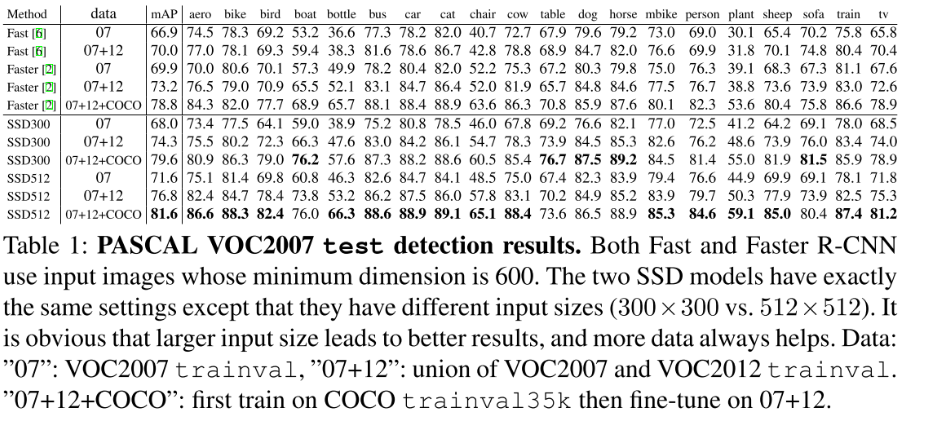 Method data mAP aero bike bird boat bottle bus car cat chair cow table dog horse mbike person plant sheep sofa train tv
Fast [6] 07 66.9 74.5 78.3 69.2 53.2 36.6 77.3 78.2 82.0 40.7 72.7 67.9 79.6 79.2 73.0 69.0 30.1 65.4 70.2 75.8 65.8
Fast [6] 07+12 70.0 77.0 78.1 69.3 59.4 38.3 81.6 78.6 86.7 42.8 78.8 68.9 84.7 82.0 76.6 69.9 31.8 70.1 74.8 80.4 70.4
Faster [2] 07 69.9 70.0 80.6 70.1 57.3 49.9 78.2 80.4 82.0 52.2 75.3 67.2 80.3 79.8 75.0 76.3 39.1 68.3 67.3 81.1 67.6
Faster [2] 07+12 73.2 76.5 79.0 70.9 65.5 52.1 83.1 84.7 86.4 52.0 81.9 65.7 84.8 84.6 77.5 76.7 38.8 73.6 73.9 83.0 72.6
Faster [2] 07+12+COCO 78.8 84.3 82.0 77.7 68.9 65.7 88.1 88.4 88.9 63.6 86.3 70.8 85.9 87.6 80.1 82.3 53.6 80.4 75.8 86.6 78.9
SSD300 07 68.0 73.4 77.5 64.1 59.0 38.9 75.2 80.8 78.5 46.0 67.8 69.2 76.6 82.1 77.0 72.5 41.2 64.2 69.1 78.0 68.5
SSD300 07+12 74.3 75.5 80.2 72.3 66.3 47.6 83.0 84.2 86.1 54.7 78.3 73.9 84.5 85.3 82.6 76.2 48.6 73.9 76.0 83.4 74.0
SSD300 07+12+COCO 79.6 80.9 86.3 79.0 76.2 57.6 87.3 88.2 88.6 60.5 85.4 76.7 87.5 89.2 84.5 81.4 55.0 81.9 81.5 85.9 78.9
SSD512 07 71.6 75.1 81.4 69.8 60.8 46.3 82.6 84.7 84.1 48.5 75.0 67.4 82.3 83.9 79.4 76.6 44.9 69.9 69.1 78.1 71.8
SSD512 07+12 76.8 82.4 84.7 78.4 73.8 53.2 86.2 87.5 86.0 57.8 83.1 70.2 84.9 85.2 83.9 79.7 50.3 77.9 73.9 82.5 75.3
SSD512 07+12+COCO 81.6 86.6 88.3 82.4 76.0 66.3 88.6 88.9 89.1 65.1 88.4 73.6 86.5 88.9 85.3 84.6 59.1 85.0 80.4 87.4 81.2
Table 1: PASCAL VOC2007 test detection results. Both Fast and Faster R-CNN
use input images whose minimum dimension is 600. The two SSD models have exactly
the same settings except that they have different input sizes (300×300 vs. 512×512). It
is obvious that larger input size leads to better results, and more data always helps. Data:
”07”: VOC2007 trainval, ”07+12”: union of VOC2007 and VOC2012 trainval.
”07+12+COCO”: first train on COCO trainval35k then fine-tune on 07+12.